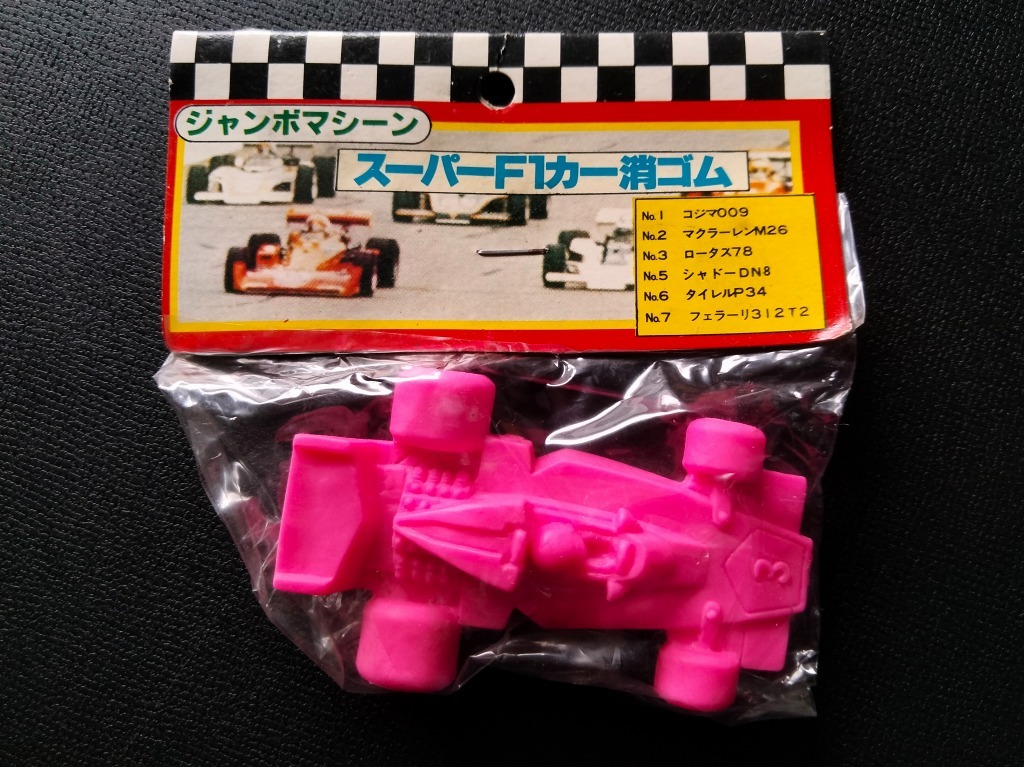 ジャンボマシーン
スーパーF1カー消ゴム
No.1 コジマ009
No.2 マクラーレンM26
No.3 ロータス78
No.5 シャドーDN8
No.6 タイレルP34
No.7 フェラーリ312T2
3